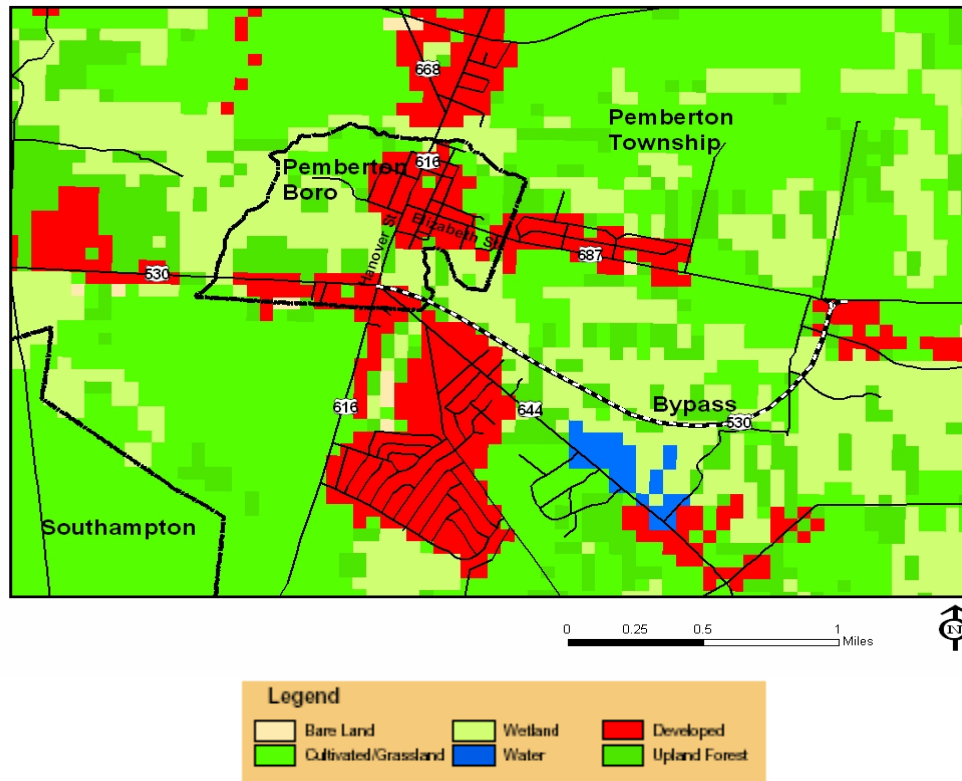 668
Pemberton
Township
616
Pemberton
Boro
Elizabeth St.
Hanover St
687
530
616
644
Bypass
530
Southampton
0 0.25 0.5 1
Miles
N
Legend
Bare Land Wetland Developed
Cultivated/Grassland Water Upland Forest